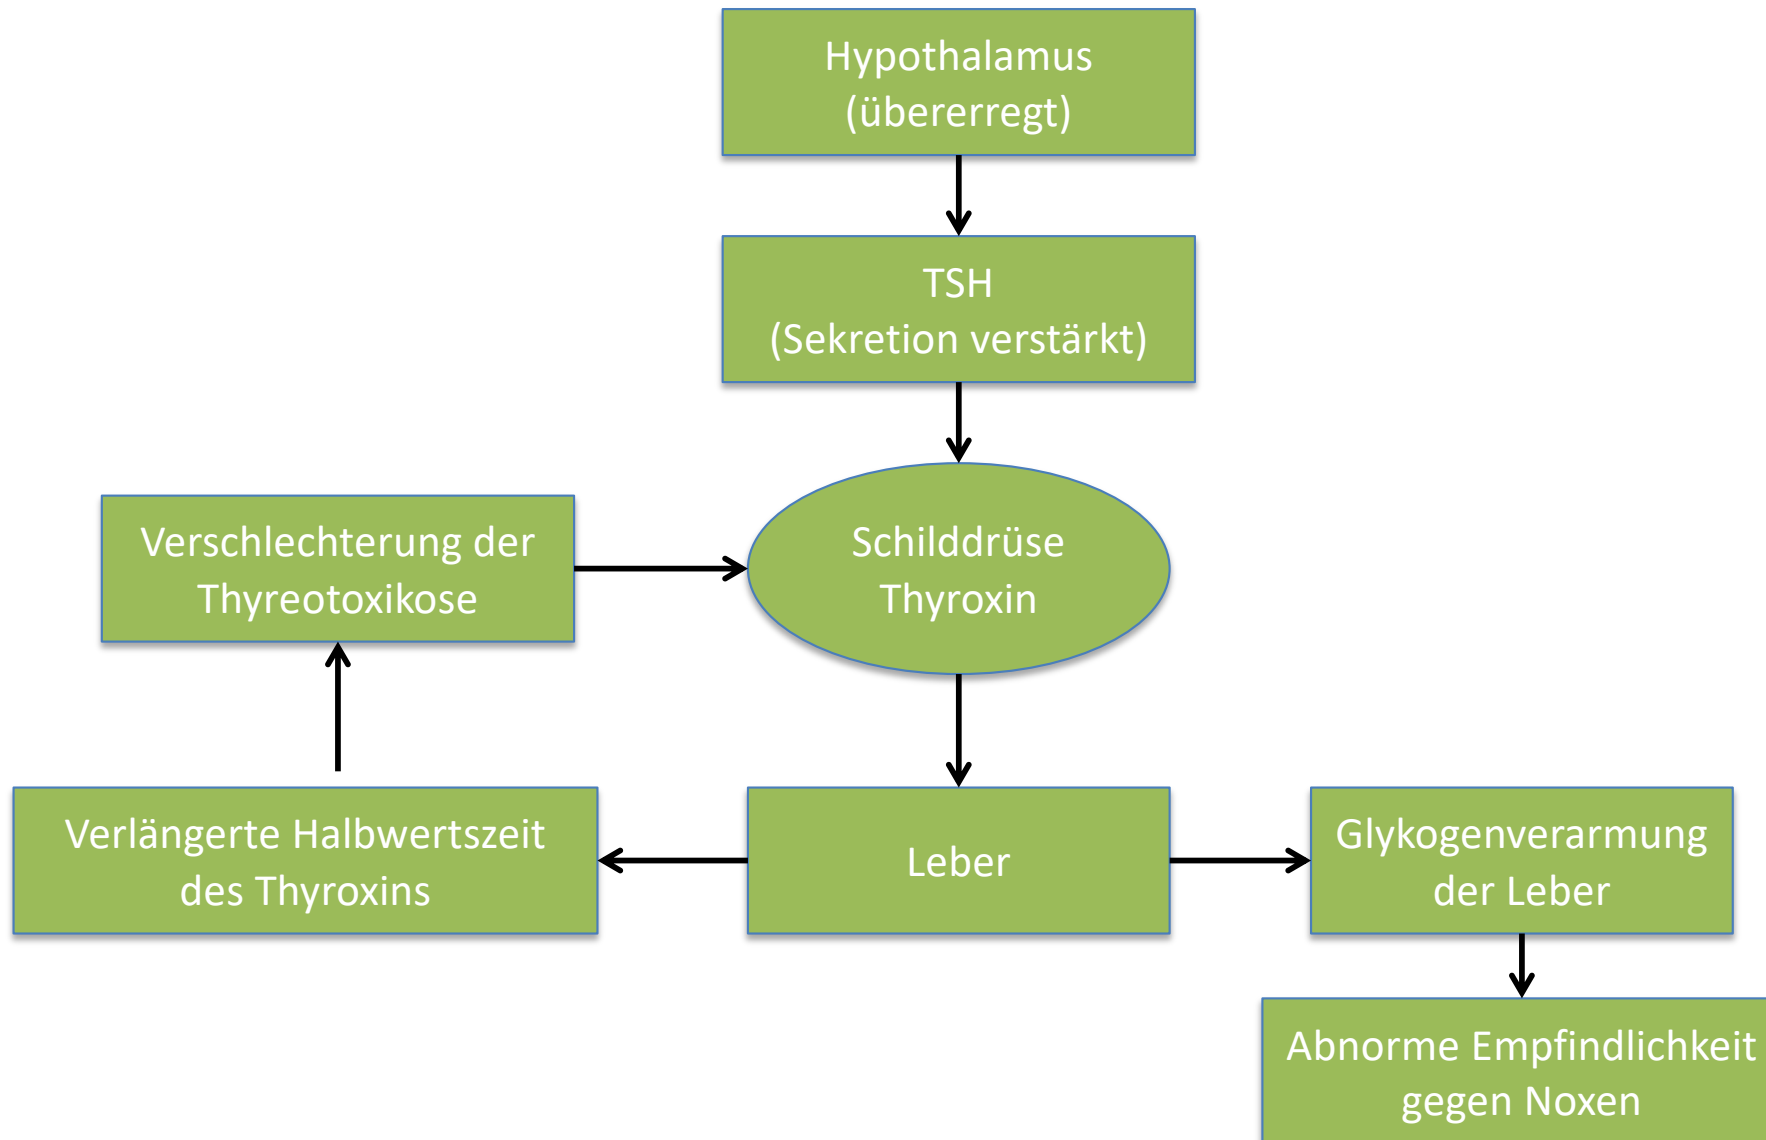 Hypothalamus
(übererregt)
TSH
(Sekretion verstärkt)
Verschlechterung der
Thyreotoxikose
Schilddrüse
Thyroxin
Verlängerte Halbwertszeit
des Thyroxins
Leber
Glykogenverarmung
der Leber
Abnorme Empfindlichkeit
gegen Noxen